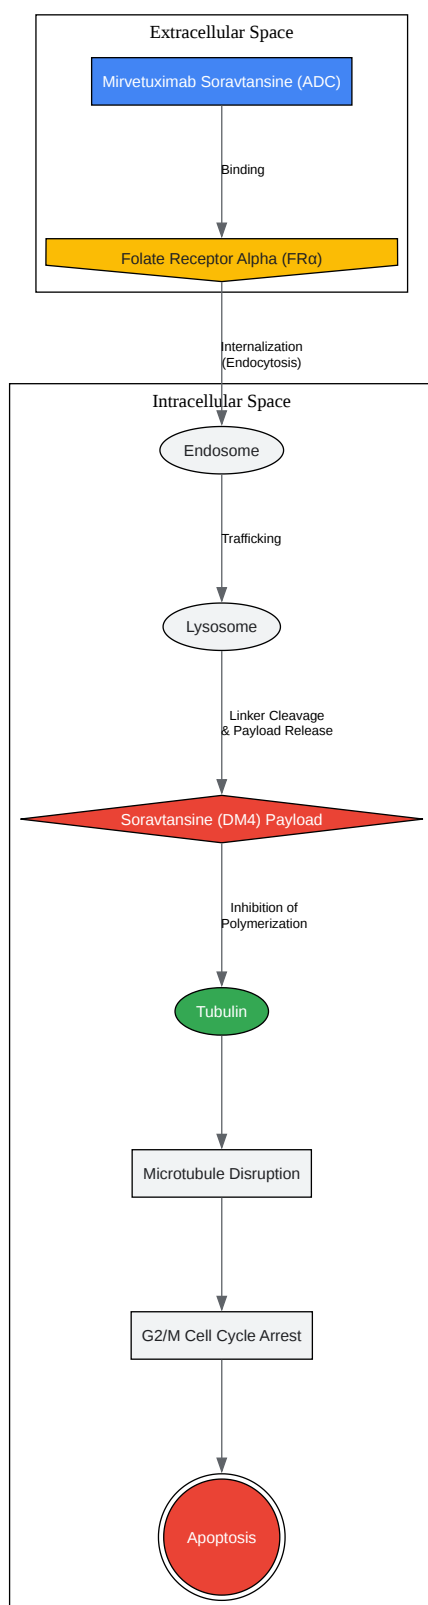 Extracellular Space
Mirvetuximab Soravtansine (ADC)
Binding
Folate Receptor Alpha (FRα)
Internalization
(Endocytosis)
Intracellular Space
Endosome
Trafficking
Lysosome
Linker Cleavage
& Payload Release
Soravtansine (DM4) Payload
Inhibition of
Polymerization
Tubulin
Microtubule Disruption
G2/M Cell Cycle Arrest
Apoptosis